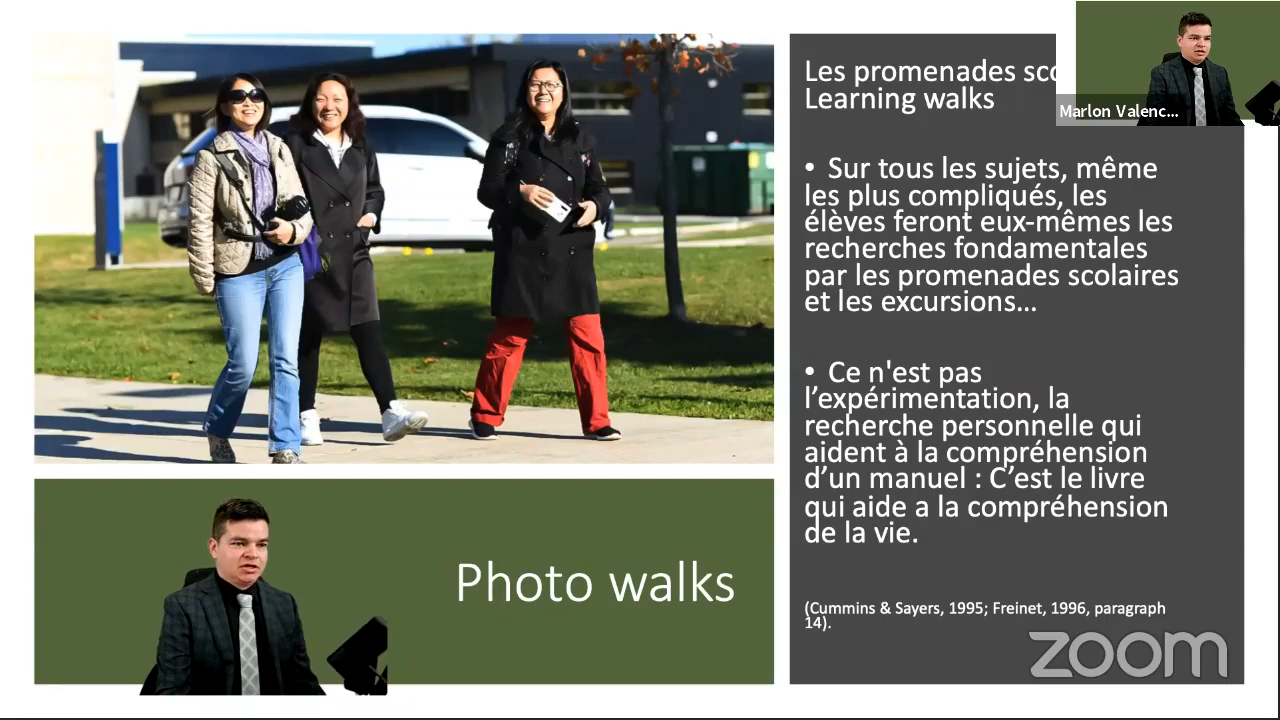 Les promenades
Learning walks
Marlon Valenc...
• Sur tous les sujets, même
les plus compliqués, les
élèves feront eux-mêmes les
recherches fondamentales
par les promenades scolaires
et les excursions...
• Ce n'est pas
l’expérimentation, la
recherche personnelle qui
aident à la compréhension
d’un manuel : C’est le livre
qui aide a la compréhension
de la vie.
(Cummins & Sayers, 1995; Freinet, 1996, paragraph
14).
Photo walks
zoom